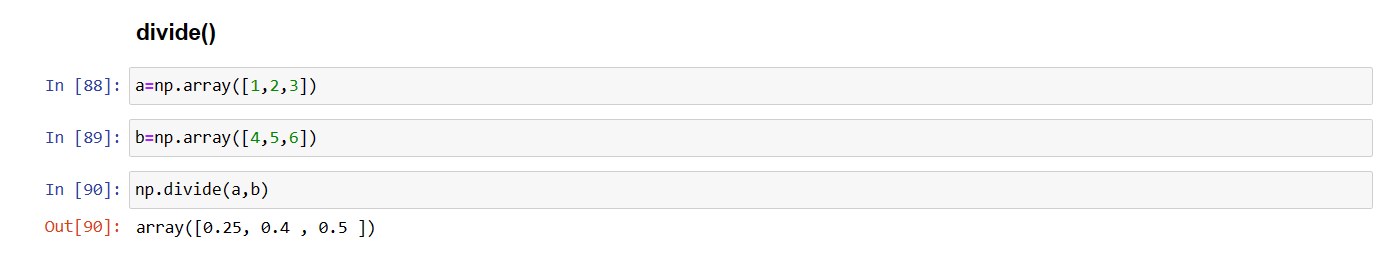 divide()
In [88]: a=np.array([1,2,3])
In [89]: b=np.array([4,5,6])
In [90]: np.divide(a,b)
Out[90]: array([0.25, 0.4 , 0.5 ])